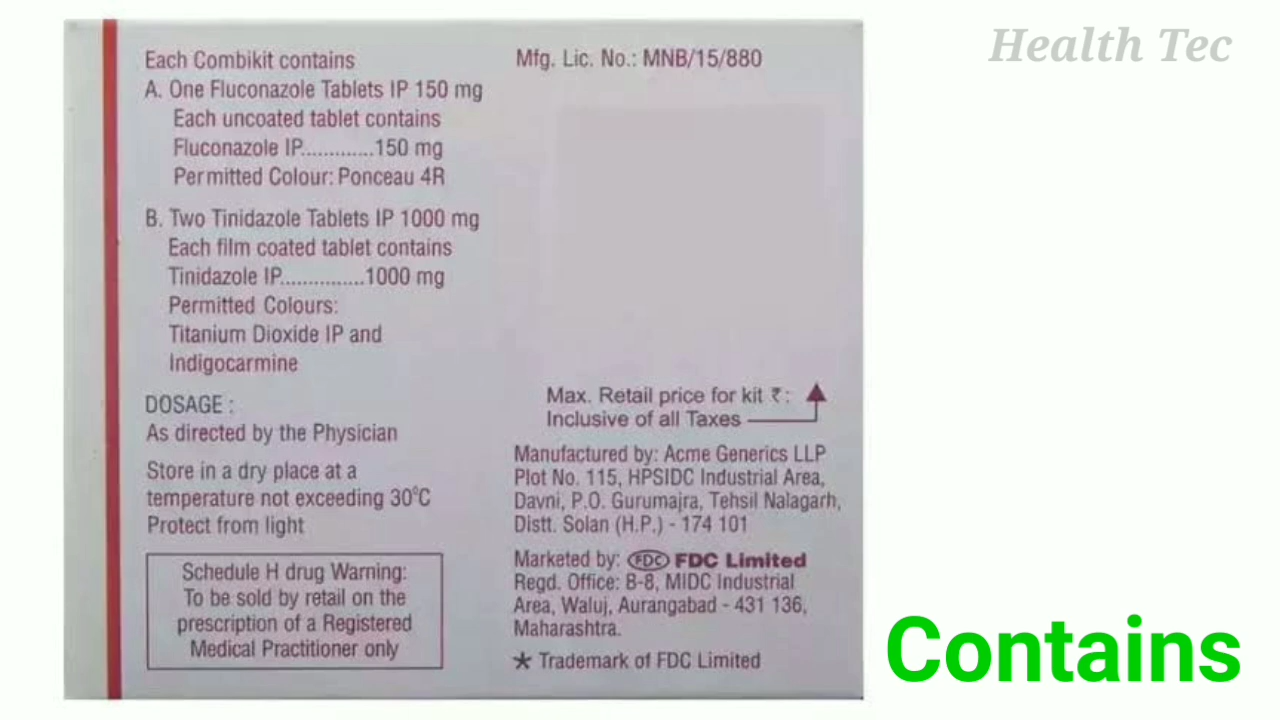 Health Tec
Each Combikit contains
A. One Fluconazole Tablets IP 150 mg
Each uncoated tablet contains
Fluconazole IP.............150 mg
Permitted Colour: Ponceau 4R
B. Two Tinidazole Tablets IP 1000 mg
Each film coated tablet contains
Tinidazole IP...............1000 mg
Permitted Colours:
Titanium Dioxide IP and
Indigocarmine
DOSAGE :
As directed by the Physician
Store in a dry place at a
temperature not exceeding 30°C
Protect from light
Schedule H drug Warning:
To be sold by retail on the
prescription of a Registered
Medical Practitioner only
Mfg. Lic. No.: MNB/15/880
Max. Retail price for kit ₹ :
Inclusive of all Taxes
Manufactured by: Acme Generics LLP
Plot No. 115, HPSIDC Industrial Area,
Davni, P.O. Gurumajra, Tehsil Nalagarh,
Distt. Solan (H.P.) - 174 101
Marketed by: FDC FDC Limited
Regd. Office: B-8, MIDC Industrial
Area, Waluj, Aurangabad - 431 136,
Maharashtra.
* Trademark of FDC Limited
Contains